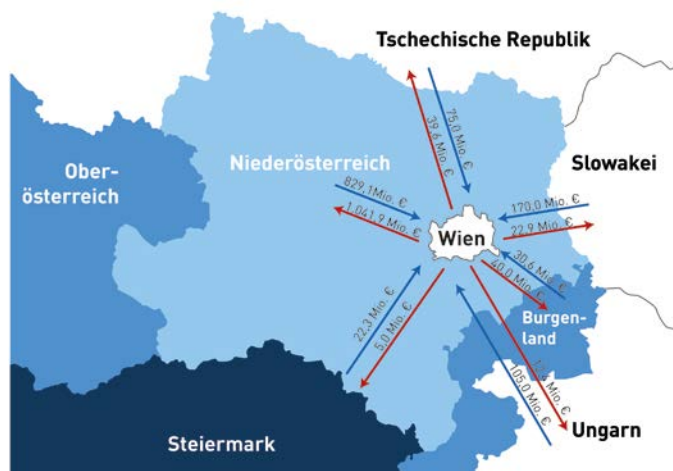 Tschechische Republik
39,6 Mio. €
75,0 Mio. €
Ober-
österreich
Niederösterreich
Slowakei
829,1Mio. €
1.041,9 Mio. €
170,0 Mio. €
22,9 Mio. €
Wien
40,0 Mio. €
30,6 Mio. €
22,3 Mio. €
5,0 Mio. €
Burgen-
land
Mio. €
105,0 Mio. €
Ungarn
Steiermark